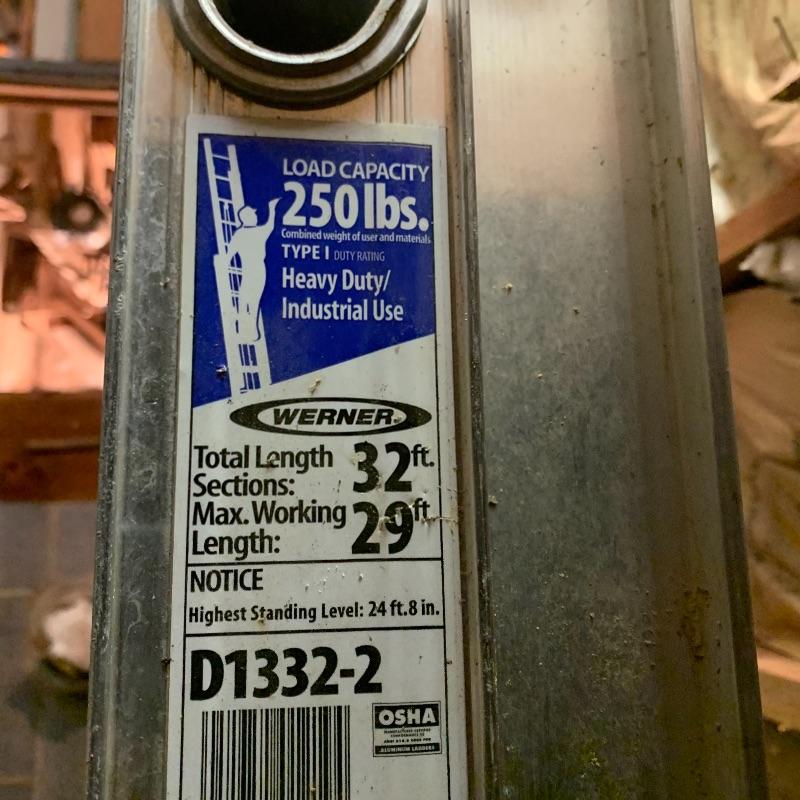 LOAD CAPACITY
250 lbs.
Combined weight of user and materials
TYPE I DUTY RATING
Heavy Duty/
Industrial Use
WERNER
Total Length
Sections:
32 ft.
Max. Working
Length:
29 ft
NOTICE
Highest Standing Level: 24 ft. 8 in.
D1332-2
OSHA
ALUMINUM LADDERS